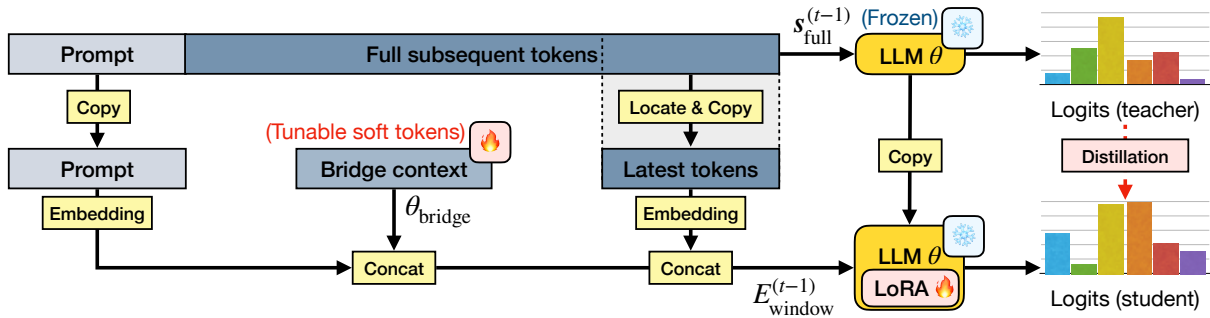 Prompt
Full subsequent tokens
s_full^(t−1)
(Frozen)
LLM θ
Copy
Locate & Copy
Logits (teacher)
(Tunable soft tokens)
Prompt
Bridge context
Latest tokens
Copy
Distillation
Embedding
θ_bridge
Embedding
Concat
Concat
E_window^(t−1)
LLM θ
LoRA
Logits (student)